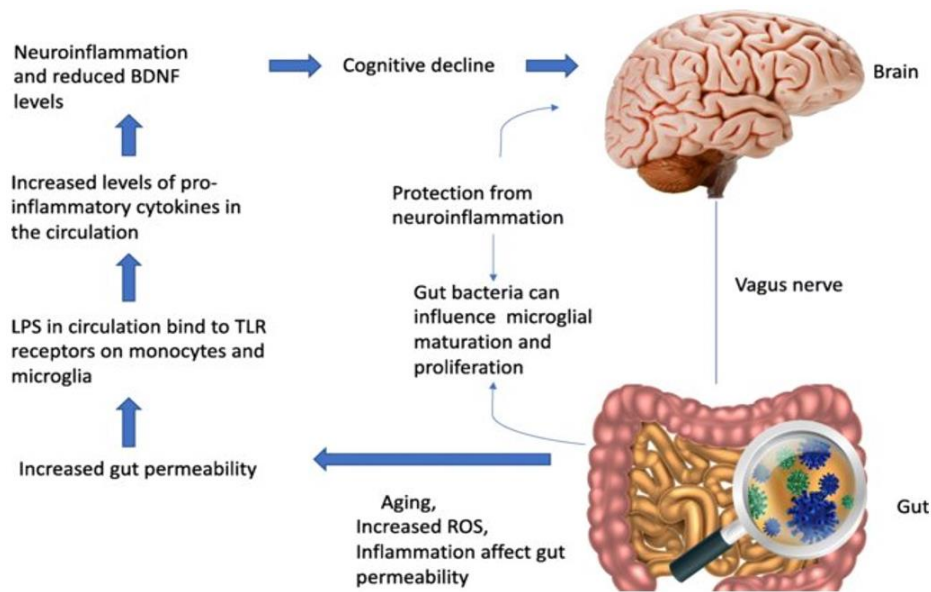 Neuroinflammation
and reduced BDNF
levels
Cognitive decline
Brain
Increased levels of pro-
inflammatory cytokines in
the circulation
Protection from
neuroinflammation
Vagus nerve
Gut bacteria can
influence microglial
maturation and
proliferation
LPS in circulation bind to TLR
receptors on monocytes and
microglia
Increased gut permeability
Aging,
Increased ROS,
Inflammation affect gut
permeability
Gut